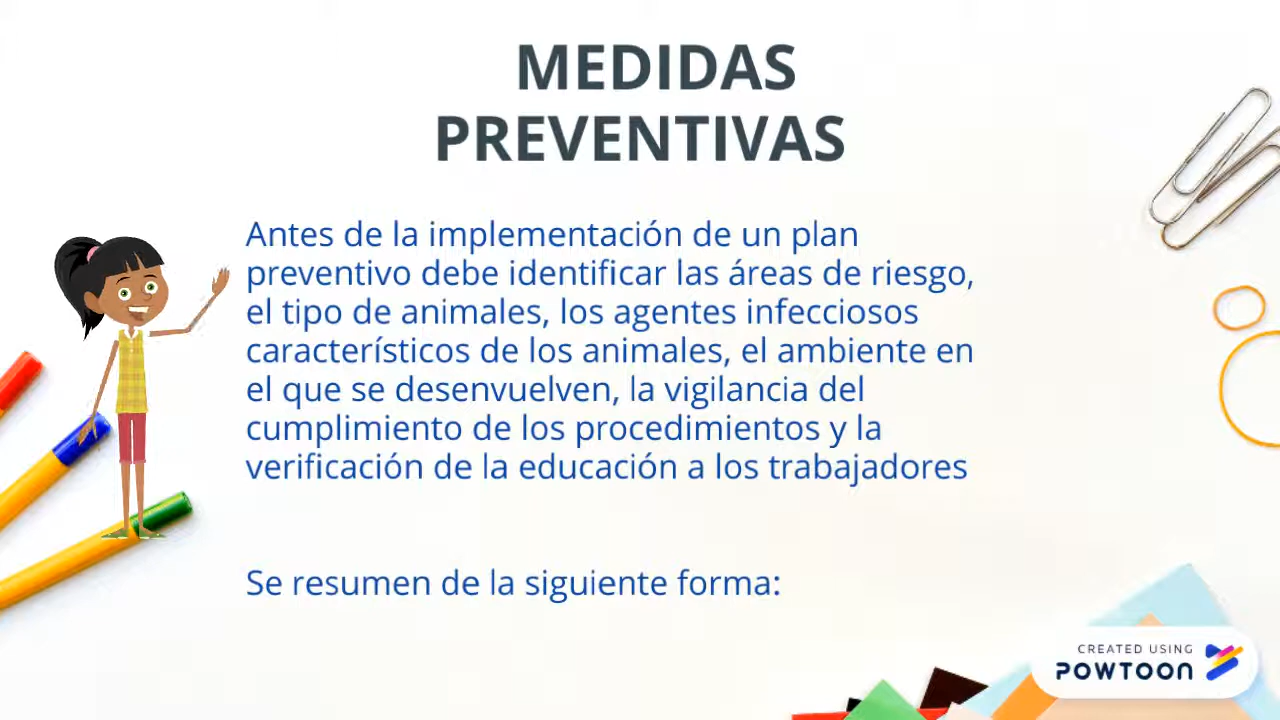 MEDIDAS
PREVENTIVAS
Antes de la implementación de un plan
preventivo debe identificar las áreas de riesgo,
el tipo de animales, los agentes infecciosos
característicos de los animales, el ambiente en
el que se desenvuelven, la vigilancia del
cumplimiento de los procedimientos y la
verificación de la educación a los trabajadores
Se resumen de la siguiente forma:
CREATED USING
POWTOON